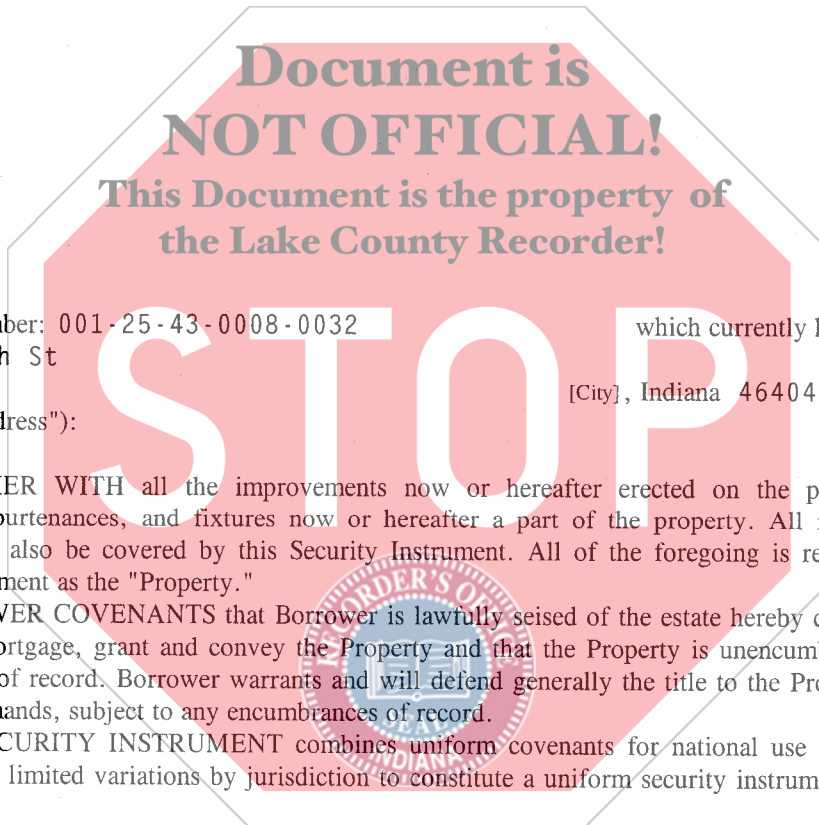 Document is
NOT OFFICIAL!
This Document is the property of
the Lake County Recorder!
STOP
ber: 001-25-43-0008-0032 which currently
St
[City], Indiana 46404
dress"):
ER WITH all the improvements now or hereafter erected on the
purtenances, and fixtures now or hereafter a part of the property. All
also be covered by this Security Instrument. All of the foregoing is re
ment as the "Property."
WER COVENANTS that Borrower is lawfully seised of the estate hereby
ortgage, grant and convey the Property and that the Property is unencumb
of record. Borrower warrants and will defend generally the title to the Pro
ands, subject to any encumbrances of record.
CURITY INSTRUMENT combines uniform covenants for national use
limited variations by jurisdiction to constitute a uniform security instrum
RECORDER'S OFFICE
SEAL
INDIANA